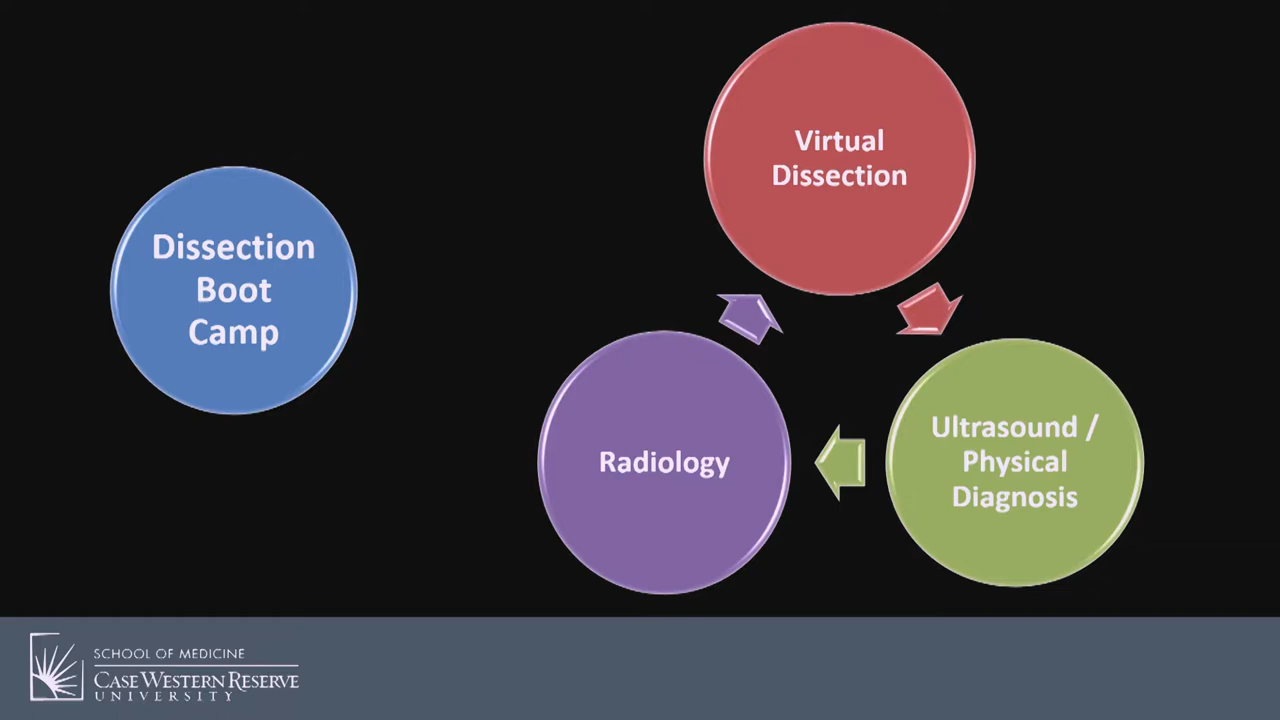 Dissection
Boot
Camp
Virtual
Dissection
Radiology
Ultrasound /
Physical
Diagnosis
SCHOOL OF MEDICINE
CASE WESTERN RESERVE
UNIVERSITY